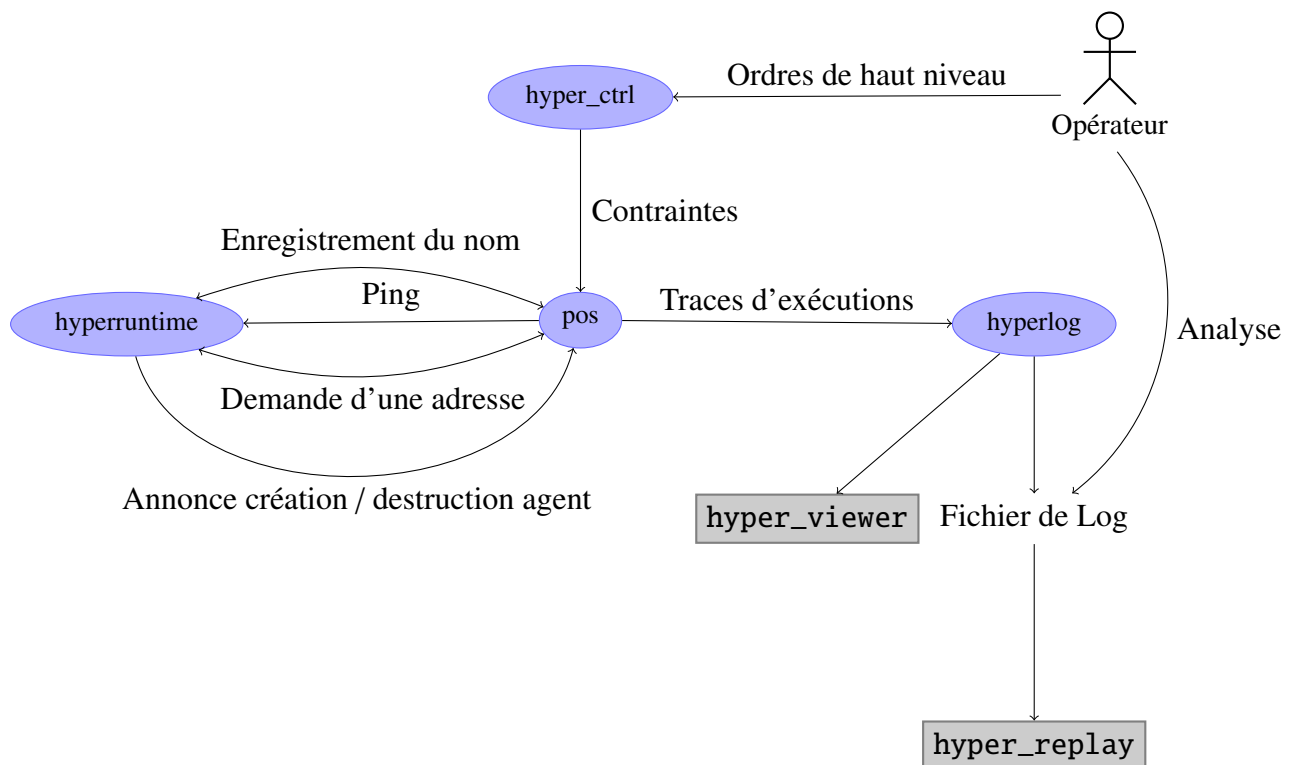 Ordres de haut niveau
hyper_ctrl
Opérateur
Contraintes
Enregistrement du nom
Ping
Traces d'exécutions
hyperruntime
pos
hyperlog
Analyse
Demande d'une adresse
Annonce création / destruction agent
hyper_viewer
Fichier de Log
hyper_replay